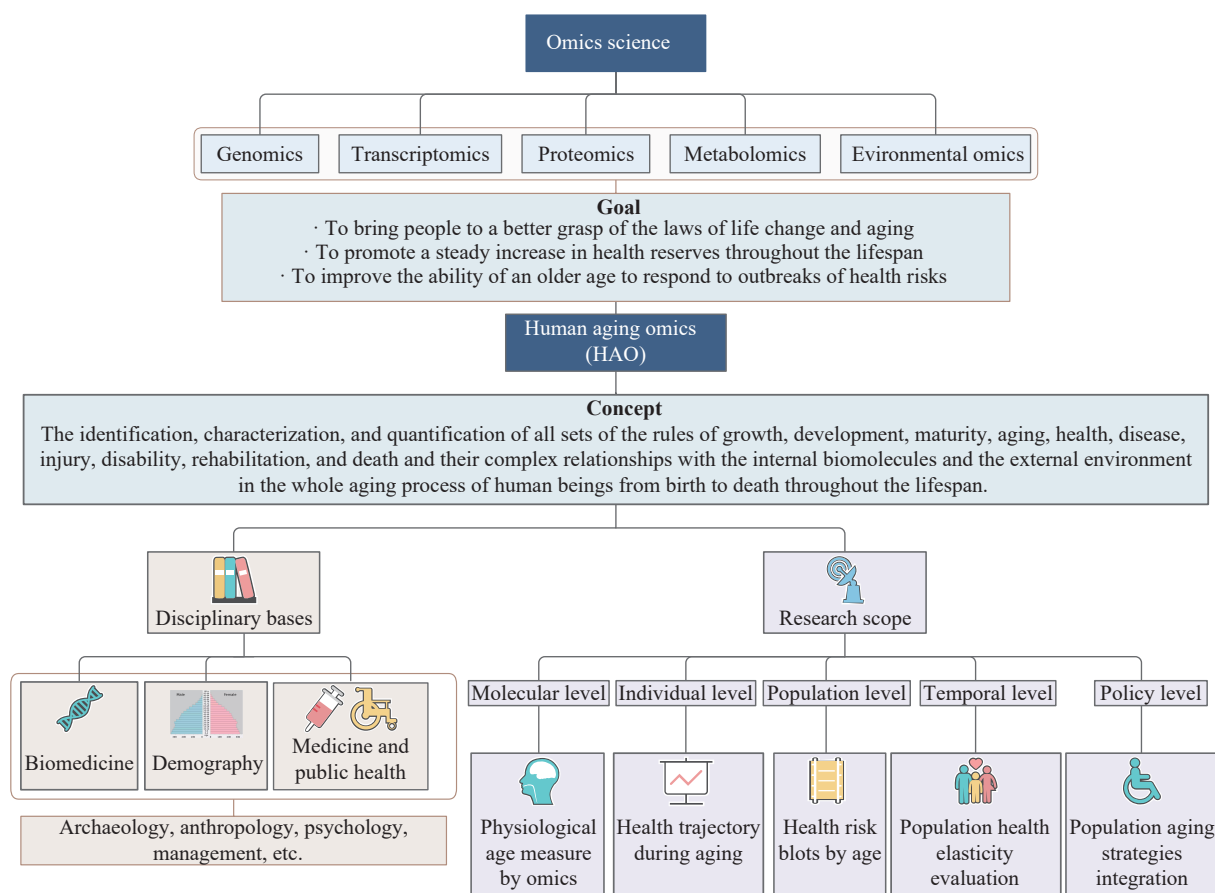 Omics science
Genomics
Transcriptomics
Proteomics
Metabolomics
Evironmental omics
Goal
· To bring people to a better grasp of the laws of life change and aging
· To promote a steady increase in health reserves throughout the lifespan
· To improve the ability of an older age to respond to outbreaks of health risks
Human aging omics
(HAO)
Concept
The identification, characterization, and quantification of all sets of the rules of growth, development, maturity, aging, health, disease,
injury, disability, rehabilitation, and death and their complex relationships with the internal biomolecules and the external environment
in the whole aging process of human beings from birth to death throughout the lifespan.
Disciplinary bases
Research scope
Male
Female
Biomedicine
Demography
Medicine and
public health
Archaeology, anthropology, psychology,
management, etc.
Molecular level
Individual level
Population level
Temporal level
Policy level
Physiological
age measure
by omics
Health trajectory
during aging
Health risk
blots by age
Population health
elasticity
evaluation
Population aging
strategies
integration